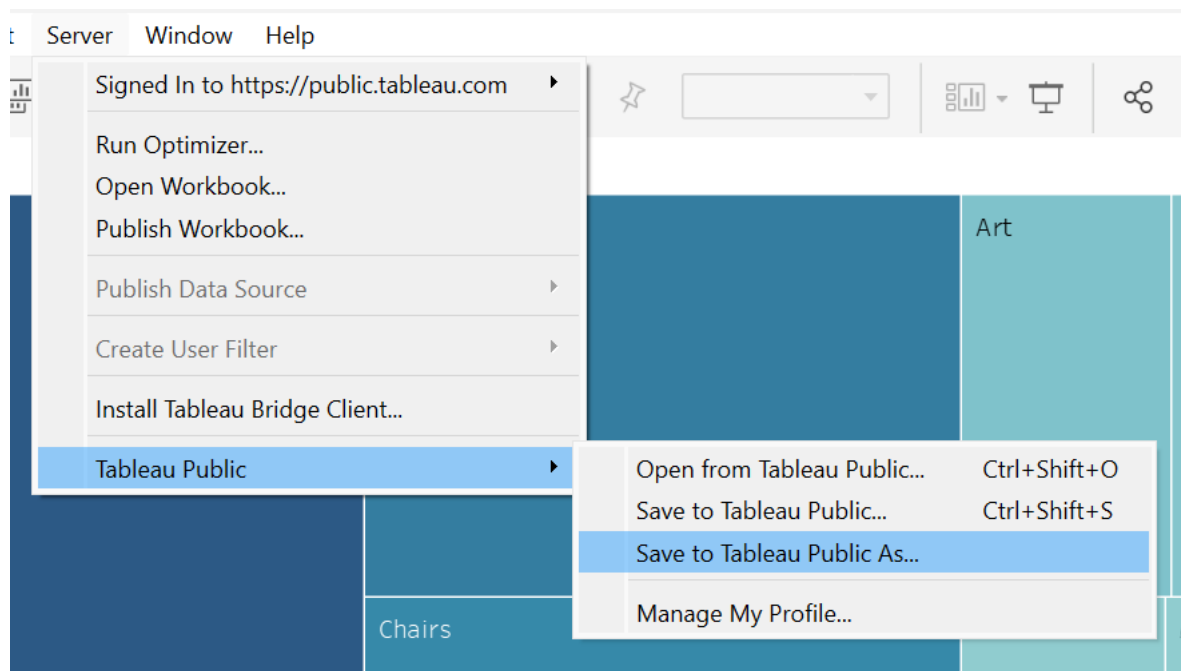 Server Window Help
Signed In to https://public.tableau.com
Run Optimizer...
Open Workbook...
Publish Workbook...
Publish Data Source
Create User Filter
Install Tableau Bridge Client...
Tableau Public
Open from Tableau Public... Ctrl+Shift+O
Save to Tableau Public... Ctrl+Shift+S
Save to Tableau Public As...
Manage My Profile...
Art
Chairs